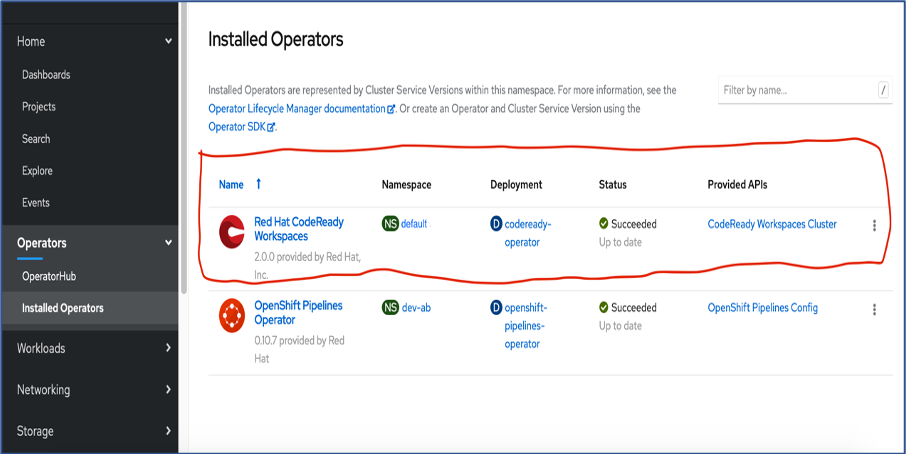 Home
Dashboards
Projects
Search
Explore
Events
Operators
OperatorHub
Installed Operators
Workloads
Networking
Storage
Installed Operators
Installed Operators are represented by Cluster Service Versions within this namespace. For more information, see the
Operator Lifecycle Manager documentation. Or create an Operator and Cluster Service Version using the
Operator SDK.
Filter by name...
/
Name ↑ Namespace Deployment Status Provided APIs
Red Hat CodeReady
Workspaces
2.0.0 provided by Red Hat,
Inc.
NS default
D codeready-
operator
Succeeded
Up to date
CodeReady Workspaces Cluster
OpenShift Pipelines
Operator
0.10.7 provided by Red
Hat
NS dev-ab
D openshift-
pipelines-
operator
Succeeded
Up to date
OpenShift Pipelines Config